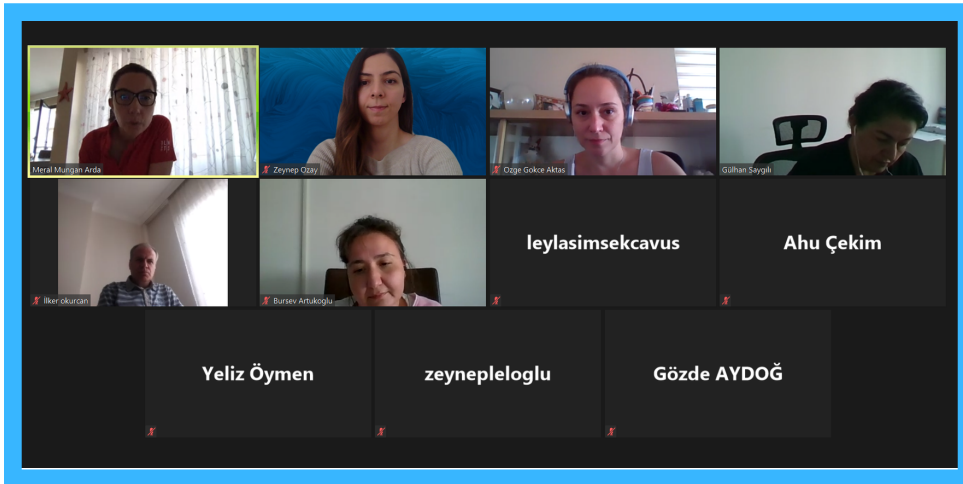 Meral Mungan Arda
Zeynep Ozay
Ozge Gokce Aktas
Gülhan Saygılı
İlker okurcan
Bursev Artukoglu
leylasimsekcavus
Ahu Çekim
Yeliz Öymen
zeynepleloglu
Gözde AYDOĞ